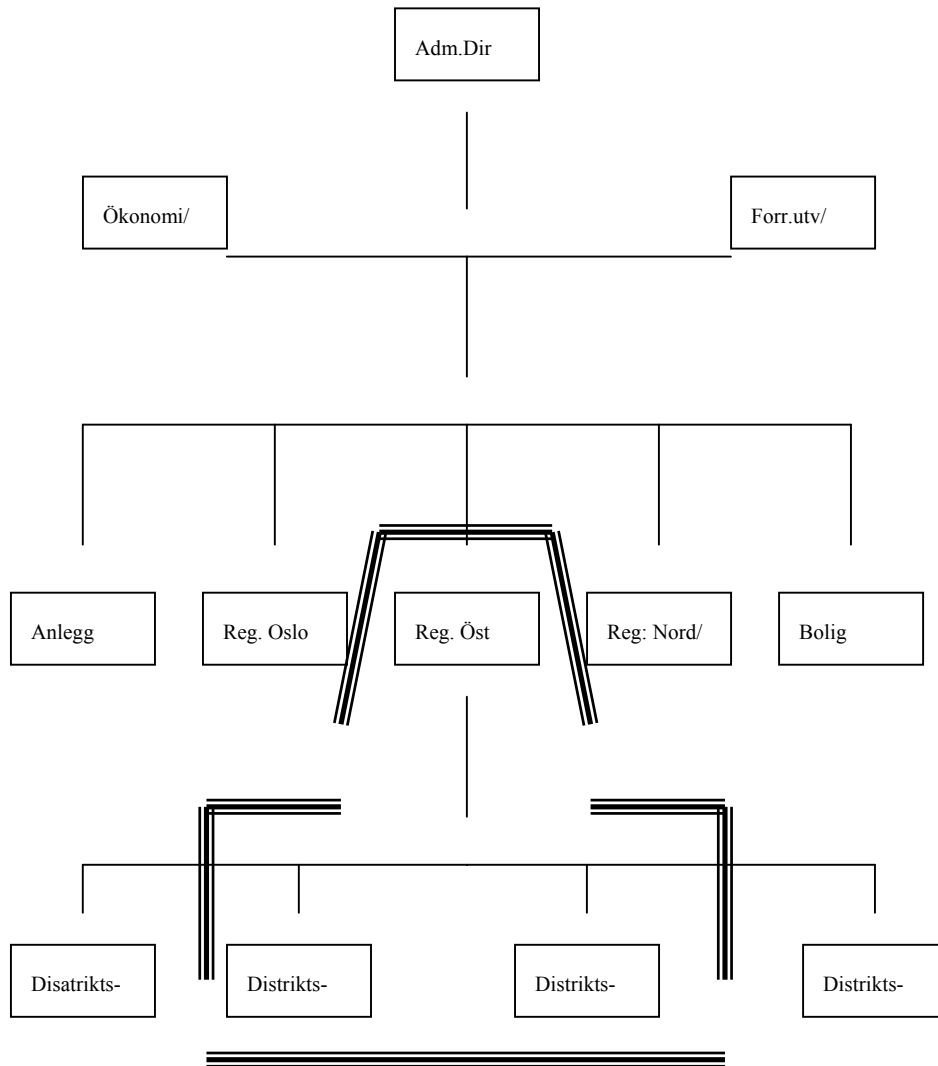 Adm.Dir
Ökonomi/
Forr.utv/
Anlegg
Reg. Oslo
Reg. Öst
Reg: Nord/
Bolig
Disatrikts-
Distrikts-
Distrikts-
Distrikts-